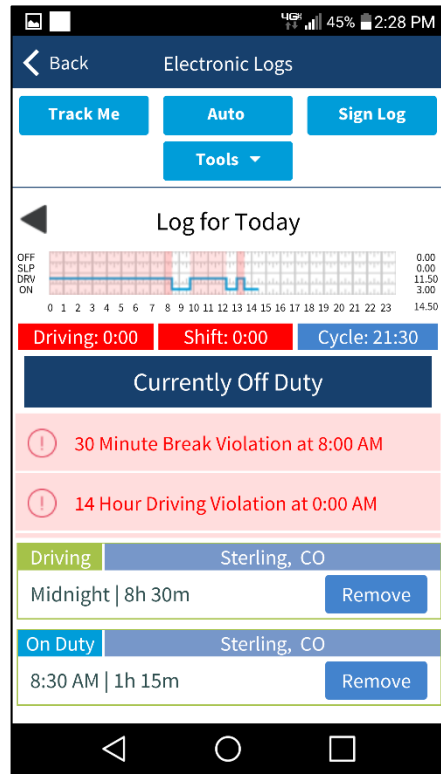 4G 45% 2:28 PM
Back Electronic Logs
Track Me Auto Sign Log
Tools
Log for Today
OFF 0.00
SLP 0.00
DRV 11.50
ON 3.00
0 1 2 3 4 5 6 7 8 9 10 11 12 13 14 15 16 17 18 19 20 21 22 23 14.50
Driving: 0:00 Shift: 0:00 Cycle: 21:30
Currently Off Duty
30 Minute Break Violation at 8:00 AM
14 Hour Driving Violation at 0:00 AM
Driving Sterling, CO
Midnight | 8h 30m Remove
On Duty Sterling, CO
8:30 AM | 1h 15m Remove